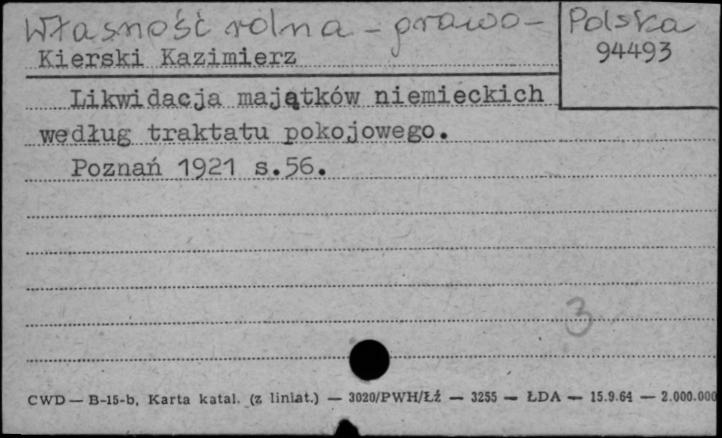 Własność rolna - prawo - Polska
94493
Kierski Kazimierz
Likwidacja majątków niemieckich
według traktatu pokojowego.
Poznań 1921 s.56.
3
CWD — B-15-b, Karta katal. (z liniat.) — 3020/PWH/Łź — 3255 — ŁDA — 15.9.64 — 2.000.000